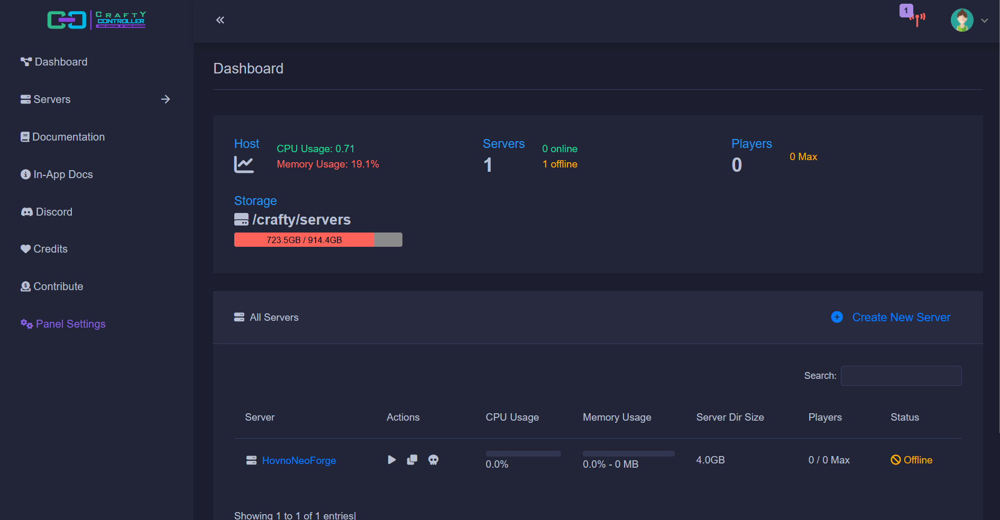 CRAFTY
CONTROLLER
1
Dashboard
Servers
Documentation
In-App Docs
Discord
Credits
Contribute
Panel Settings
Dashboard
Host
CPU Usage: 0.71
Memory Usage: 19.1%
Servers
1
0 online
1 offline
Players
0
0 Max
Storage
/crafty/servers
723.5GB / 914.4GB
All Servers
Create New Server
Search:
Server Actions CPU Usage Memory Usage Server Dir Size Players Status
HovnoNeoForge 0.0% 0.0% - 0 MB 4.0GB 0 / 0 Max Offline
Showing 1 to 1 of 1 entries|